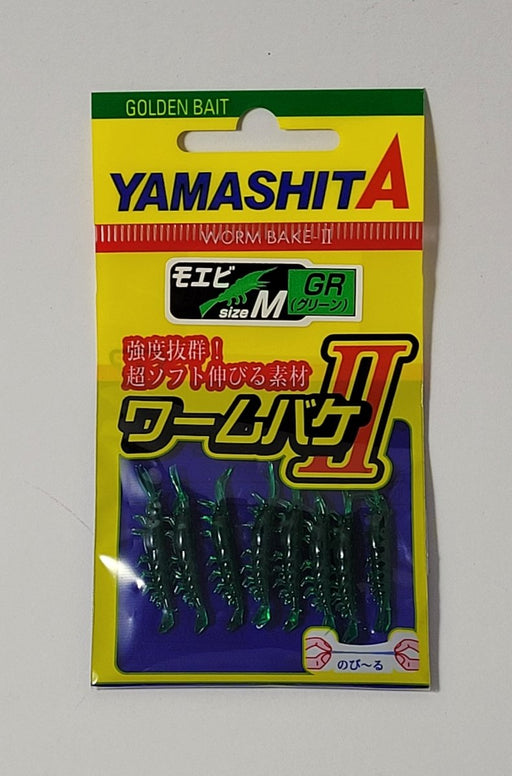 GOLDEN BAIT
YAMASHITA
WORM BAKE-II
モエビ
size M
GR
(グリーン)
強度抜群!
超ソフト伸びる素材
ワームバケII
のび〜る